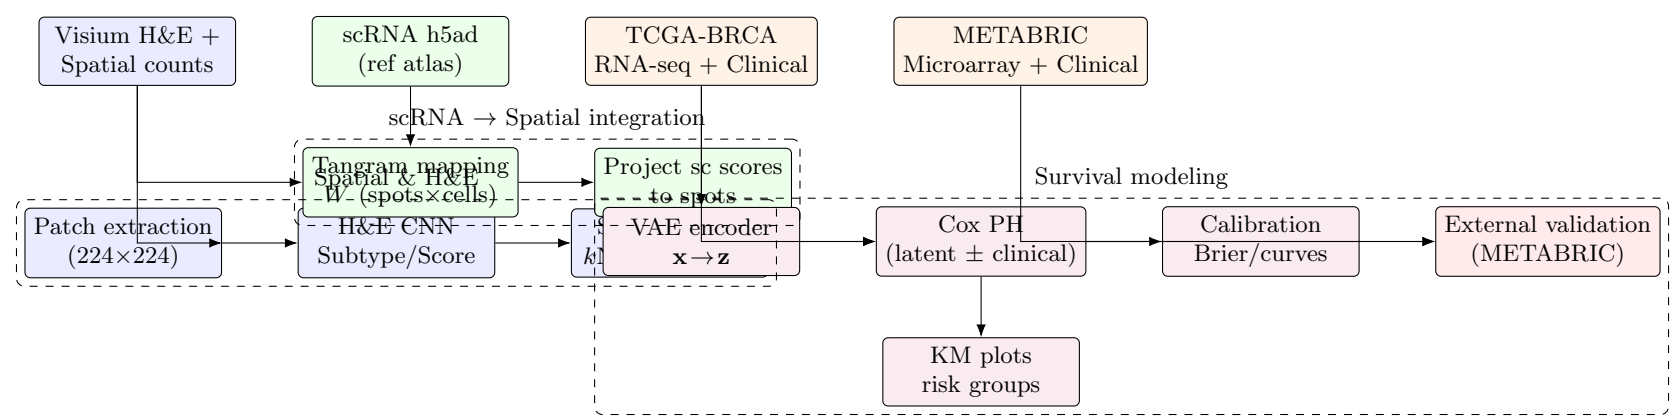 Visium H&E +
Spatial counts
scRNA h5ad
(ref atlas)
TCGA-BRCA
RNA-seq + Clinical
METABRIC
Microarray + Clinical
scRNA → Spatial integration
Tangram mapping
W (spots×cells)
Spatial & H&E
Project sc scores
to spots
Survival modeling
Patch extraction
(224×224)
H&E CNN
Subtype/Score
VAE encoder
x→z
Cox PH
(latent ± clinical)
Calibration
Brier/curves
External validation
(METABRIC)
KM plots
risk groups